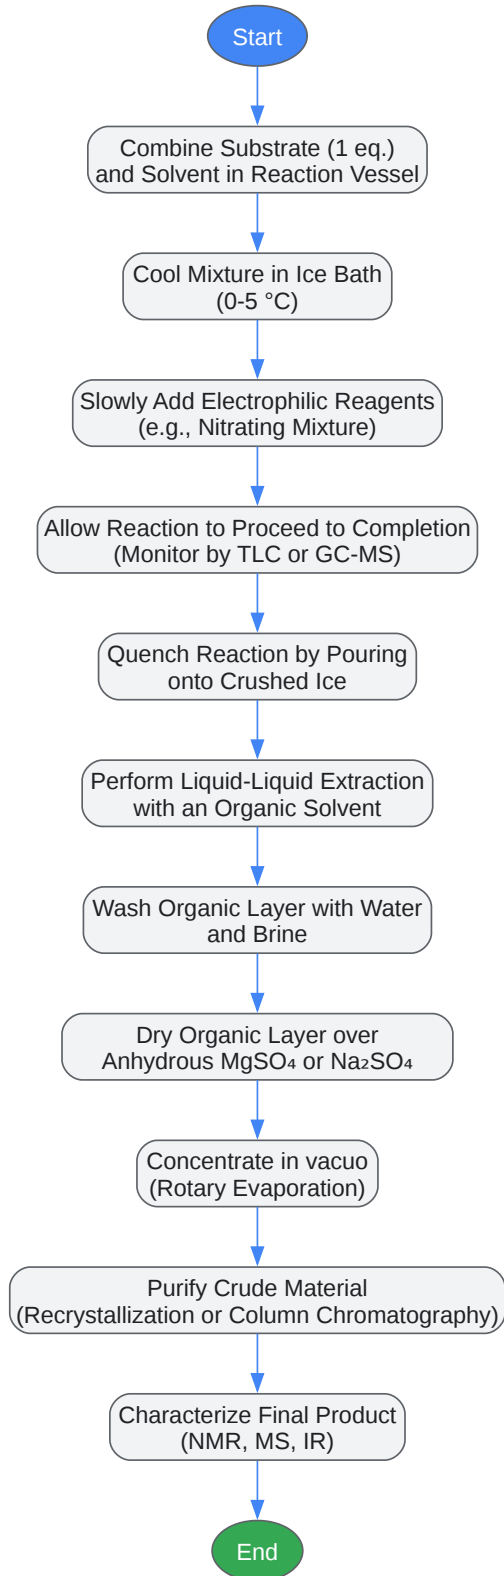 Start
Combine Substrate (1 eq.)
and Solvent in Reaction Vessel
Cool Mixture in Ice Bath
(0-5 °C)
Slowly Add Electrophilic Reagents
(e.g., Nitrating Mixture)
Allow Reaction to Proceed to Completion
(Monitor by TLC or GC-MS)
Quench Reaction by Pouring
onto Crushed Ice
Perform Liquid-Liquid Extraction
with an Organic Solvent
Wash Organic Layer with Water
and Brine
Dry Organic Layer over
Anhydrous MgSO₄ or Na₂SO₄
Concentrate in vacuo
(Rotary Evaporation)
Purify Crude Material
(Recrystallization or Column Chromatography)
Characterize Final Product
(NMR, MS, IR)
End